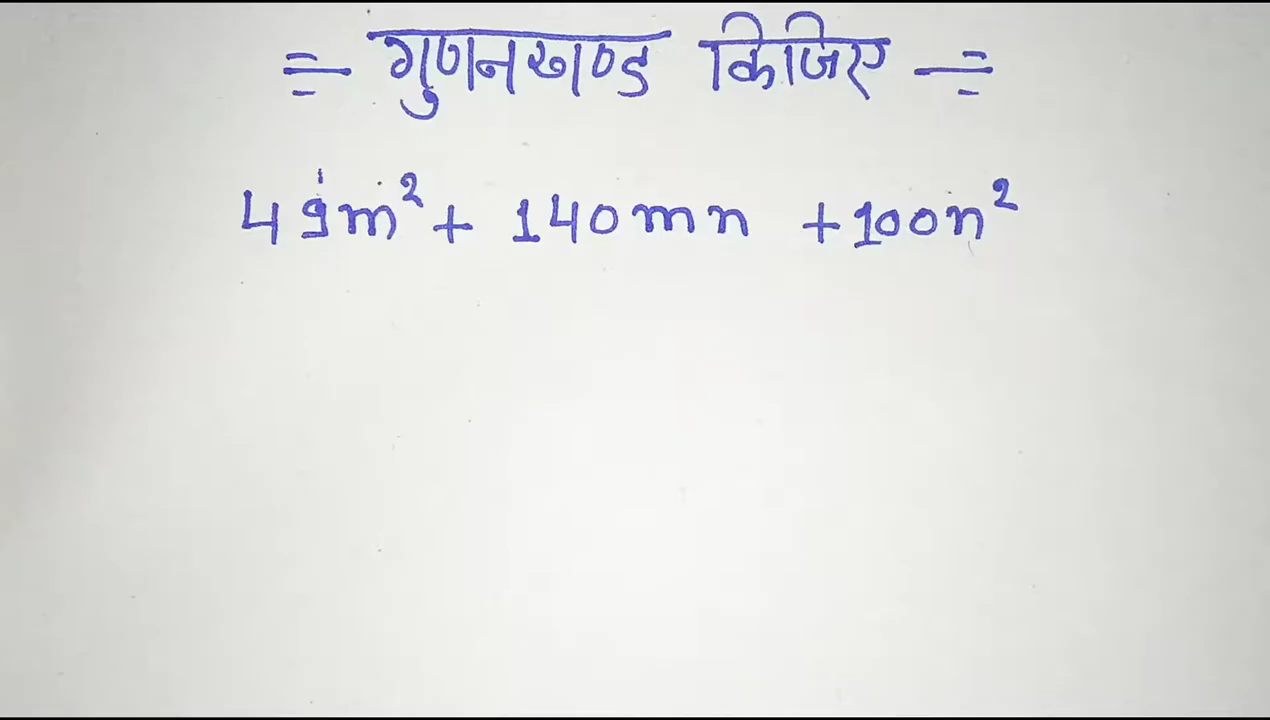 = गुणनखण्ड किजिए =
49m² + 140mn + 100n²